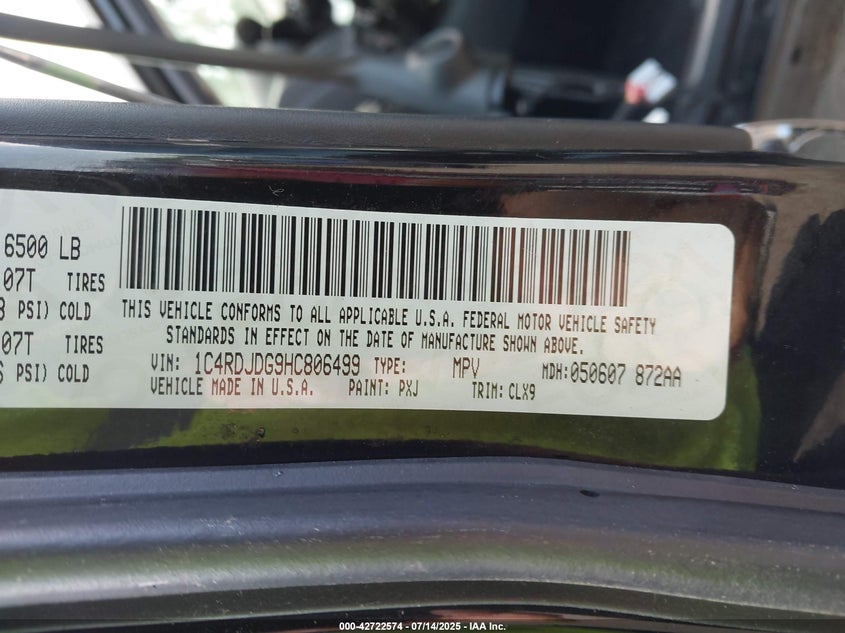 6500 LB
07T TIRES
PSI) COLD
07T TIRES
PSI) COLD
THIS VEHICLE CONFORMS TO ALL APPLICABLE U.S.A. FEDERAL MOTOR VEHICLE SAFETY
STANDARDS IN EFFECT ON THE DATE OF MANUFACTURE SHOWN ABOVE.
VIN: 1C4RDJDG9HC806499 TYPE: MPV MDH: 050607 872AA
VEHICLE MADE IN U.S.A. PAINT: PXJ TRIM: CLX9
000-42722574 - 07/14/2025 - IAA Inc.